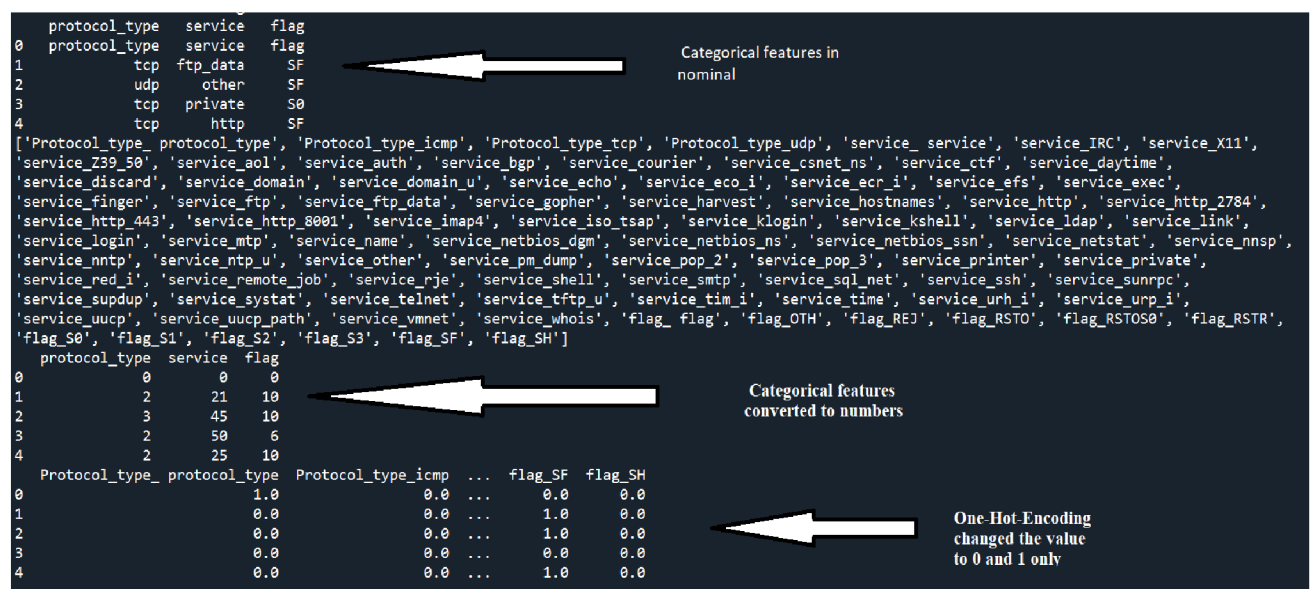 protocol_type service flag
0 protocol_type service flag
1 tcp ftp_data SF
2 udp other SF
3 tcp private S0
4 tcp http SF
Categorical features in
nominal
['Protocol_type_ protocol_type', 'Protocol_type_icmp', 'Protocol_type_tcp', 'Protocol_type_udp', 'service_ service', 'service_IRC', 'service_X11',
'service_Z39_50', 'service_aol', 'service_auth', 'service_bgp', 'service_courier', 'service_csnet_ns', 'service_ctf', 'service_daytime',
'service_discard', 'service_domain', 'service_domain_u', 'service_echo', 'service_eco_i', 'service_ecr_i', 'service_efs', 'service_exec',
'service_finger', 'service_ftp', 'service_ftp_data', 'service_gopher', 'service_harvest', 'service_hostnames', 'service_http', 'service_http_2784',
'service_http_443', 'service_http_8001', 'service_imap4', 'service_iso_tsap', 'service_klogin', 'service_kshell', 'service_ldap', 'service_link',
'service_login', 'service_mtp', 'service_name', 'service_netbios_dgm', 'service_netbios_ns', 'service_netbios_ssn', 'service_netstat', 'service_nnsp',
'service_nntp', 'service_ntp_u', 'service_other', 'service_pm_dump', 'service_pop_2', 'service_pop_3', 'service_printer', 'service_private',
'service_red_i', 'service_remote_job', 'service_rje', 'service_shell', 'service_smtp', 'service_sql_net', 'service_ssh', 'service_sunrpc',
'service_supdup', 'service_systat', 'service_telnet', 'service_tftp_u', 'service_tim_i', 'service_time', 'service_urh_i', 'service_urp_i',
'service_uucp', 'service_uucp_path', 'service_vmnet', 'service_whois', 'flag_ flag', 'flag_OTH', 'flag_REJ', 'flag_RSTO', 'flag_RSTOS0', 'flag_RSTR',
'flag_S0', 'flag_S1', 'flag_S2', 'flag_S3', 'flag_SF', 'flag_SH']
protocol_type service flag
0 0 0 0
1 2 21 10
2 3 45 10
3 2 50 6
4 2 25 10
Categorical features
converted to numbers
Protocol_type_ protocol_type Protocol_type_icmp ... flag_SF flag_SH
0 1.0 0.0 ... 0.0 0.0
1 0.0 0.0 ... 1.0 0.0
2 0.0 0.0 ... 1.0 0.0
3 0.0 0.0 ... 0.0 0.0
4 0.0 0.0 ... 1.0 0.0
One-Hot-Encoding
changed the value
to 0 and 1 only